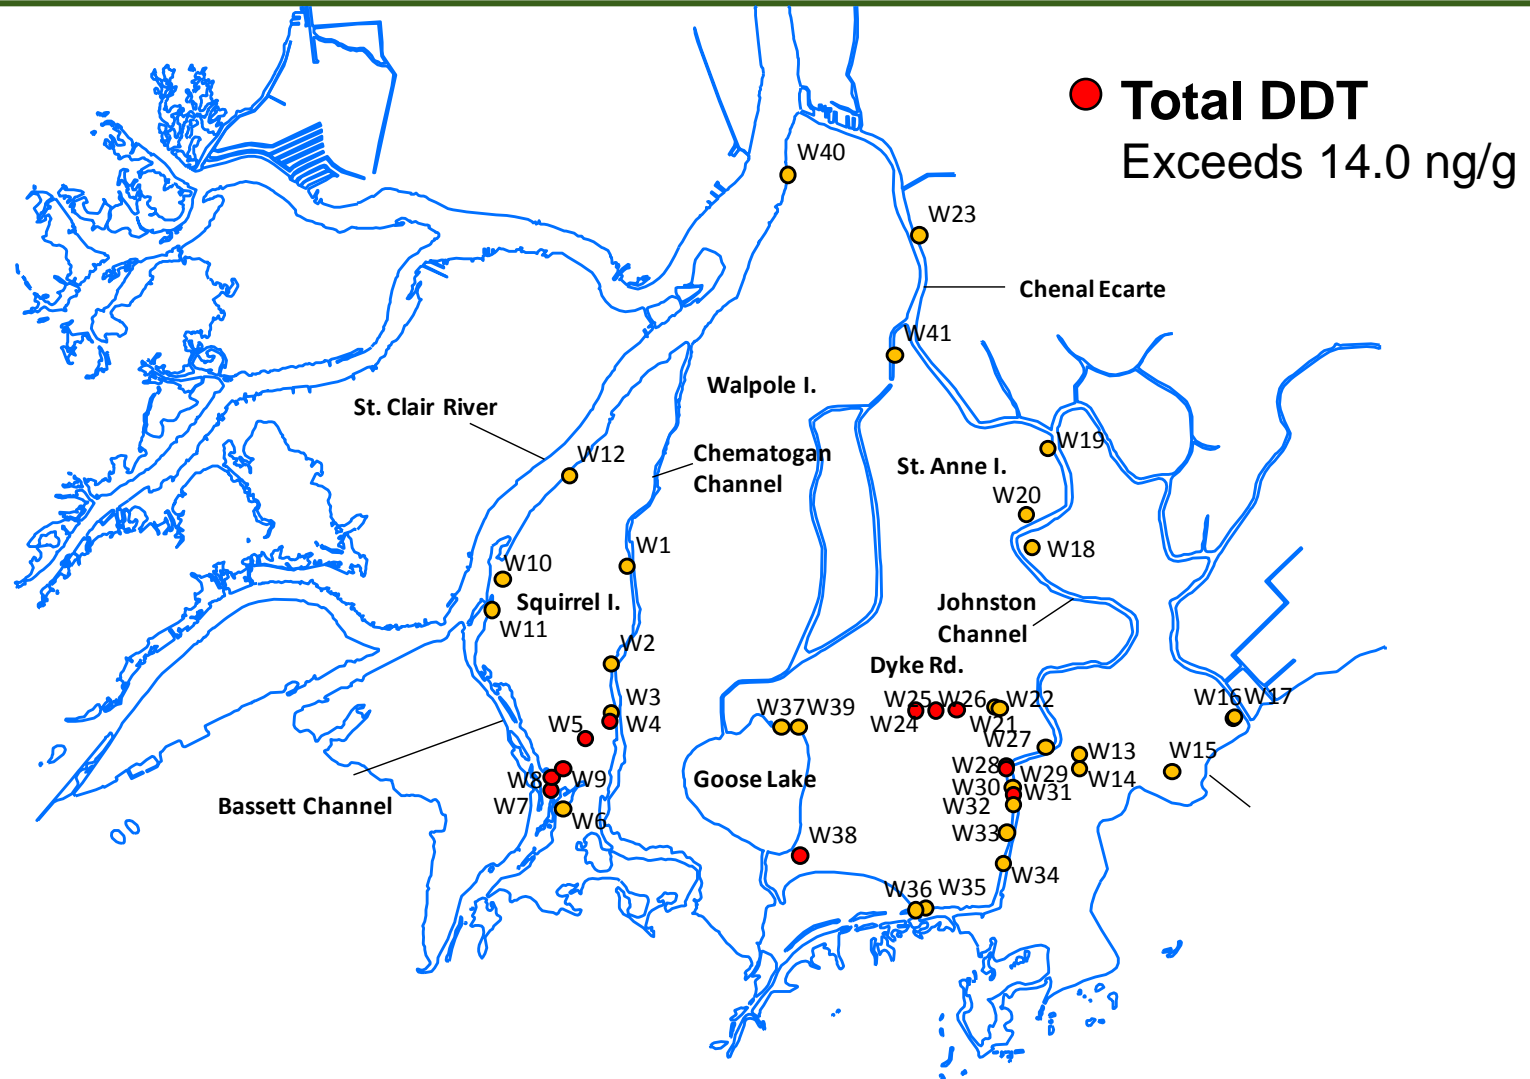 Total DDT
Exceeds 14.0 ng/g
W40
W23
Chenal Ecarte
W41
Walpole I.
St. Clair River
W19
Chematogan
Channel
W12
St. Anne I.
W20
W1
W18
W10
Squirrel I.
W11
Johnston
Channel
W2
Dyke Rd.
W3
W4
W5
W37
W39
W25
W26
W22
W24
W21
W16
W17
W27
W13
W15
W14
W28
W29
W30
W31
W32
W8
W9
Goose Lake
W7
W6
Bassett Channel
W33
W38
W34
W36
W35